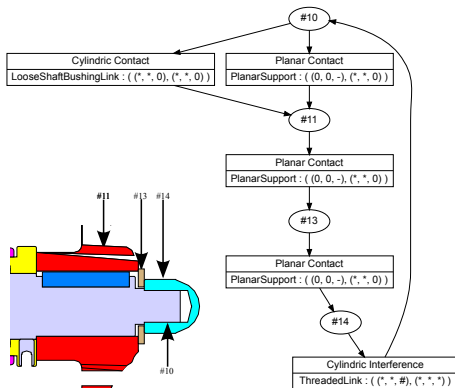 #10
Cylindric Contact
LooseShaftBushingLink : ( (*, *, 0), (*, *, 0) )
Planar Contact
PlanarSupport : ( (0, 0, -), (*, *, 0) )
#11
Planar Contact
PlanarSupport : ( (0, 0, -), (*, *, 0) )
#13
Planar Contact
PlanarSupport : ( (0, 0, -), (*, *, 0) )
#14
Cylindric Interference
ThreadedLink : ( (*, *, #), (*, *, *) )
#11
#13
#14
#10